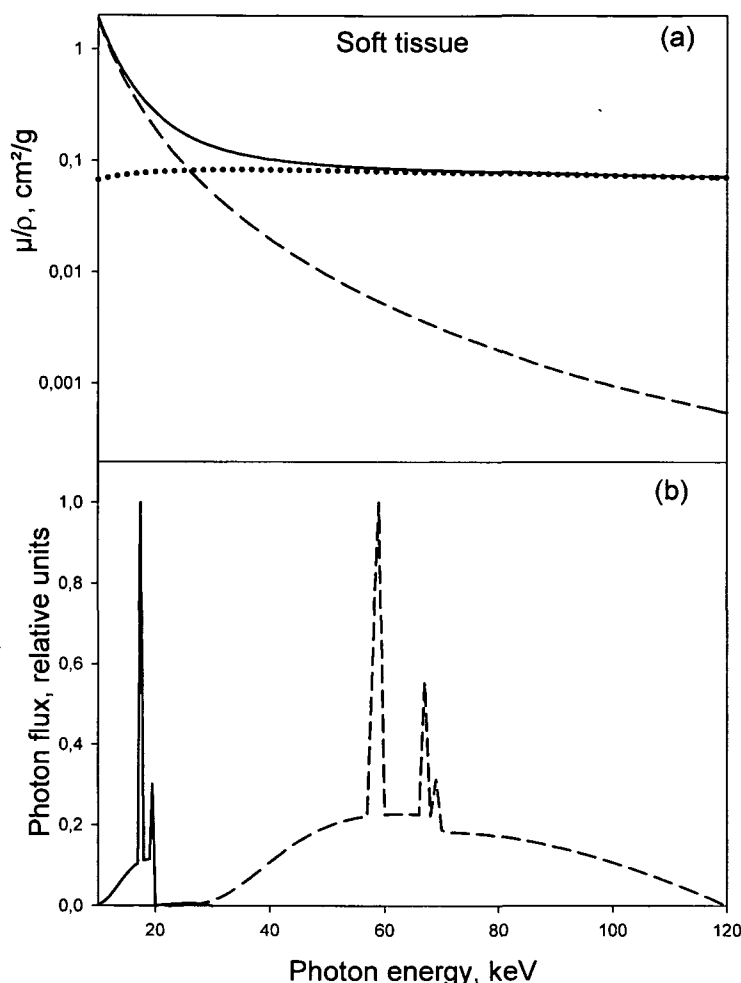 Soft tissue
(a)
μ/ρ, cm²/g
1
0,1
0,01
0,001
(b)
Photon flux, relative units
1,0
0,8
0,6
0,4
0,2
0,0
20
40
60
80
100
120
Photon energy, keV